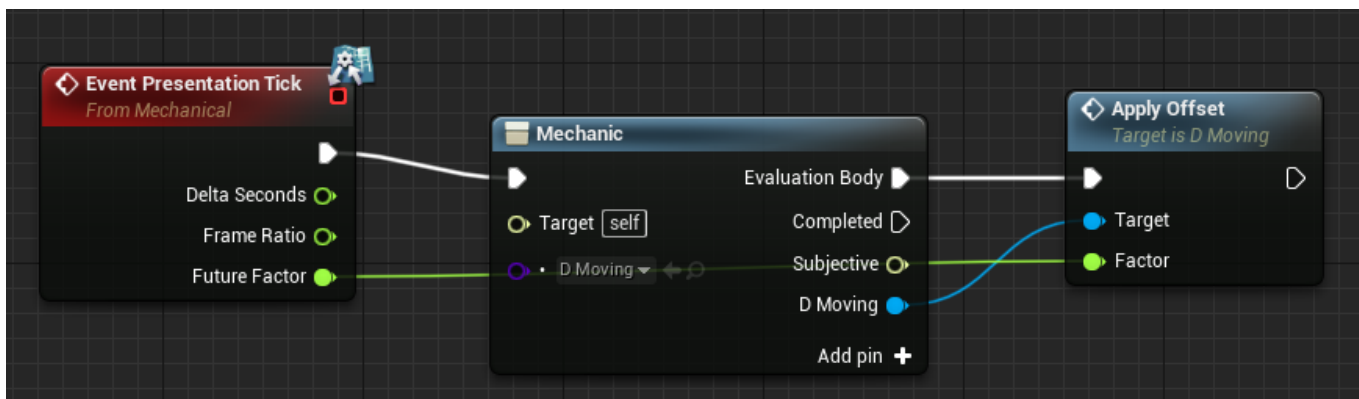 Event Presentation Tick
From Mechanical
Delta Seconds
Frame Ratio
Future Factor
Mechanic
Evaluation Body
Target self
Completed
• D Moving
Subjective
D Moving
Add pin
Apply Offset
Target is D Moving
Target
Factor